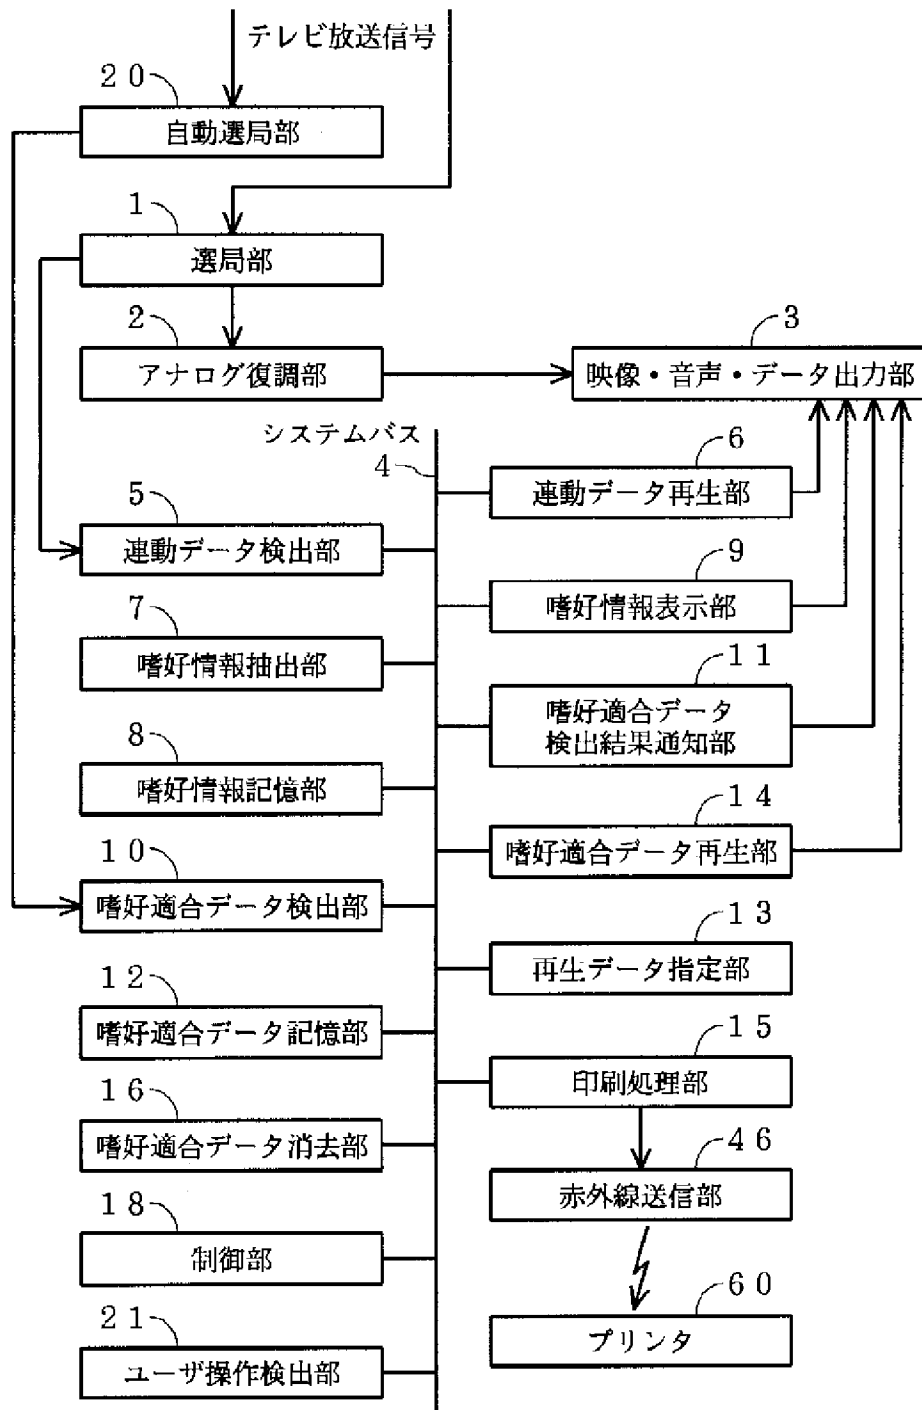 テレビ放送信号
20
自動選局部
1
選局部
2
アナログ復調部
3
映像・音声・データ出力部
システムバス
4
5
連動データ検出部
6
連動データ再生部
7
嗜好情報抽出部
9
嗜好情報表示部
8
嗜好情報記憶部
11
嗜好適合データ
検出結果通知部
10
嗜好適合データ検出部
14
嗜好適合データ再生部
12
嗜好適合データ記憶部
13
再生データ指定部
16
嗜好適合データ消去部
15
印刷処理部
18
制御部
46
赤外線送信部
21
ユーザ操作検出部
60
プリンタ